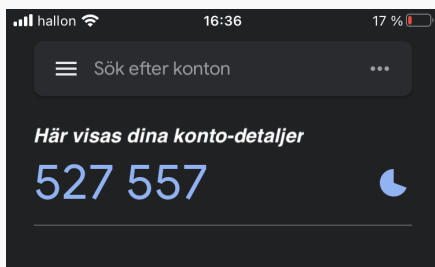 hallon 16:36 17 %
Sök efter konton
Här visas dina konto-detaljer
527 557